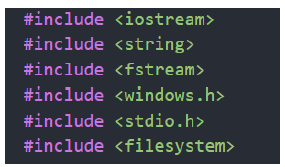 #include <iostream>
#include <string>
#include <fstream>
#include <windows.h>
#include <stdio.h>
#include <filesystem>